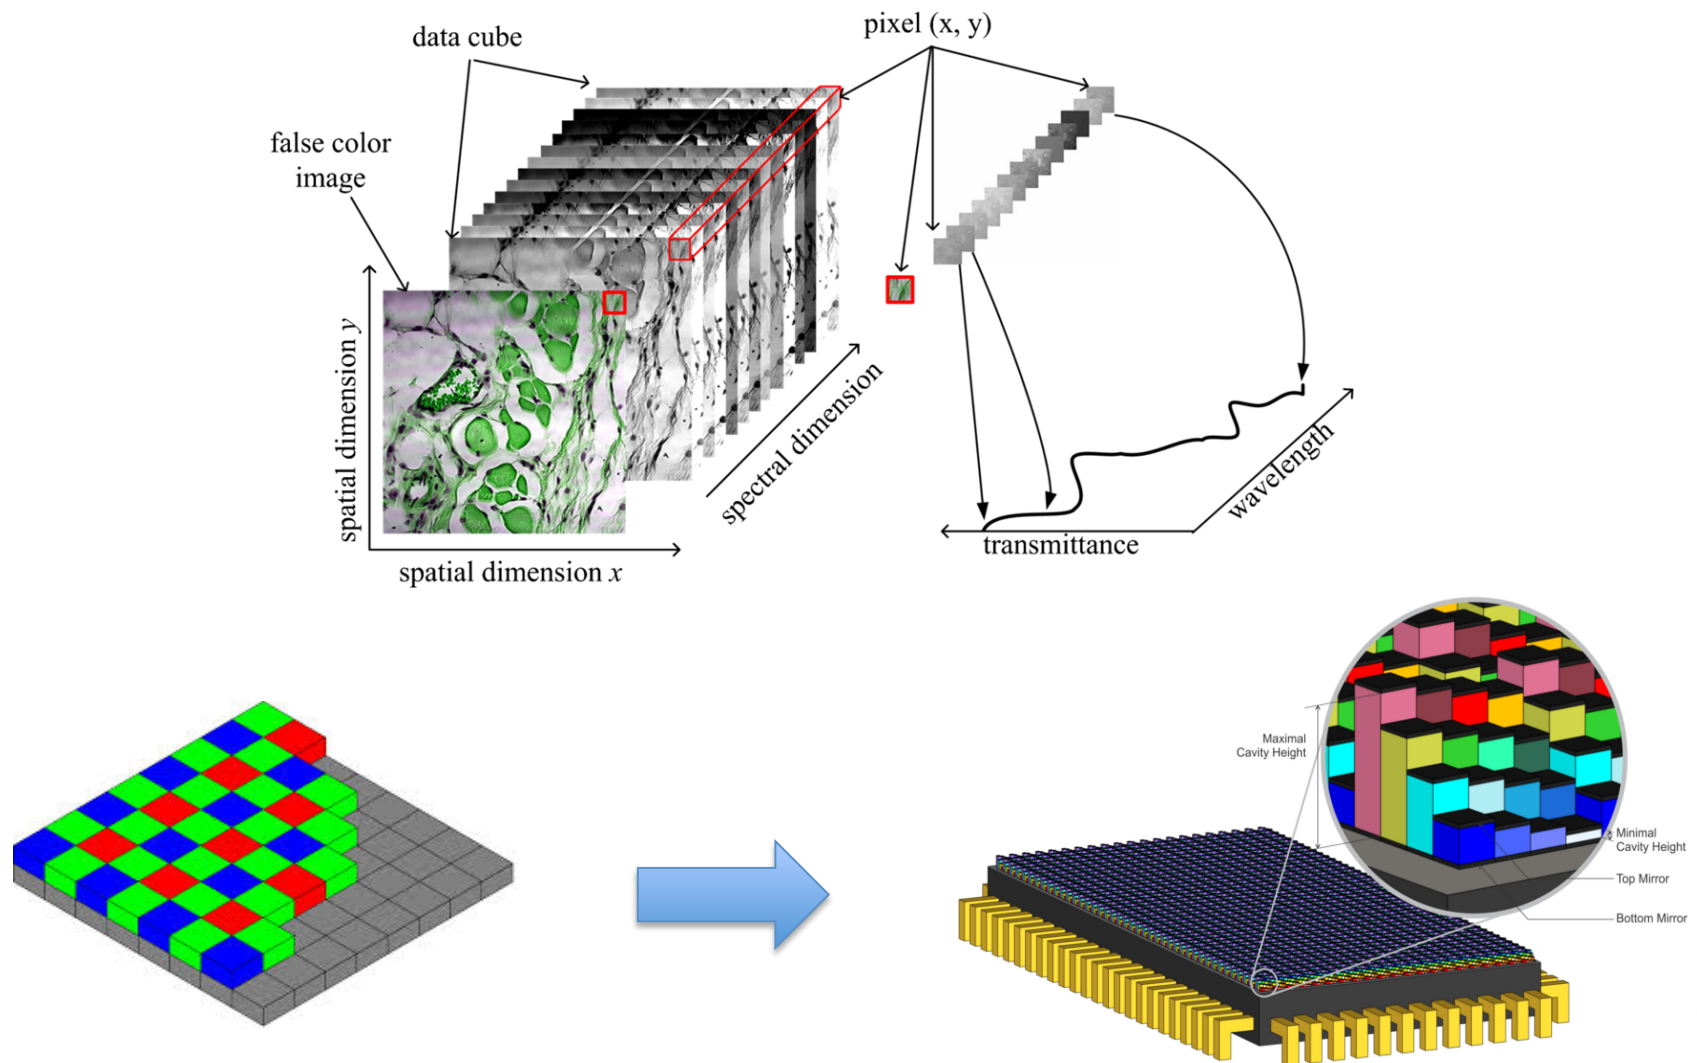 pixel (x, y)
data cube
false color
image
spatial dimension y
spectral dimension
wavelength
transmittance
spatial dimension x
Maximal
Cavity Height
Minimal
Cavity Height
Top Mirror
Bottom Mirror